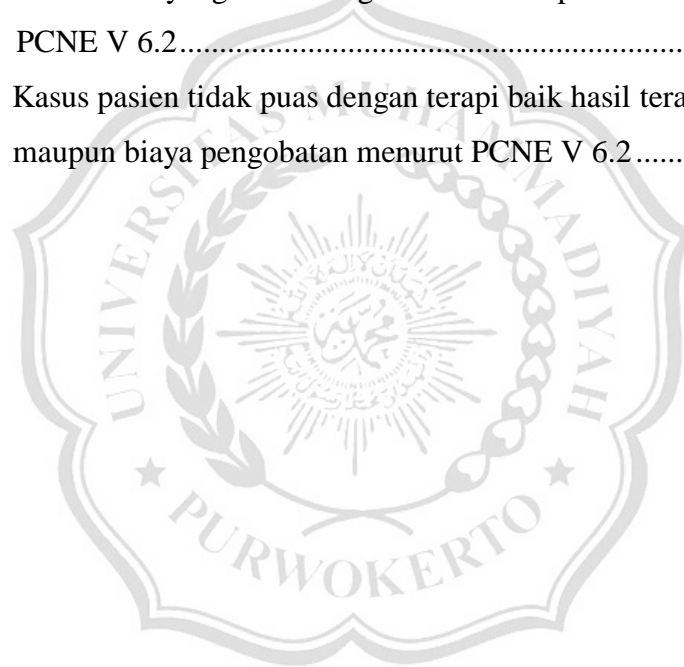 PCNE V 6.2......................................................
Kasus pasien tidak puas dengan terapi baik hasil tera
maupun biaya pengobatan menurut PCNE V 6.2.......
UNIVERSITAS MUHAMMADIYAH
PURWOKERTO